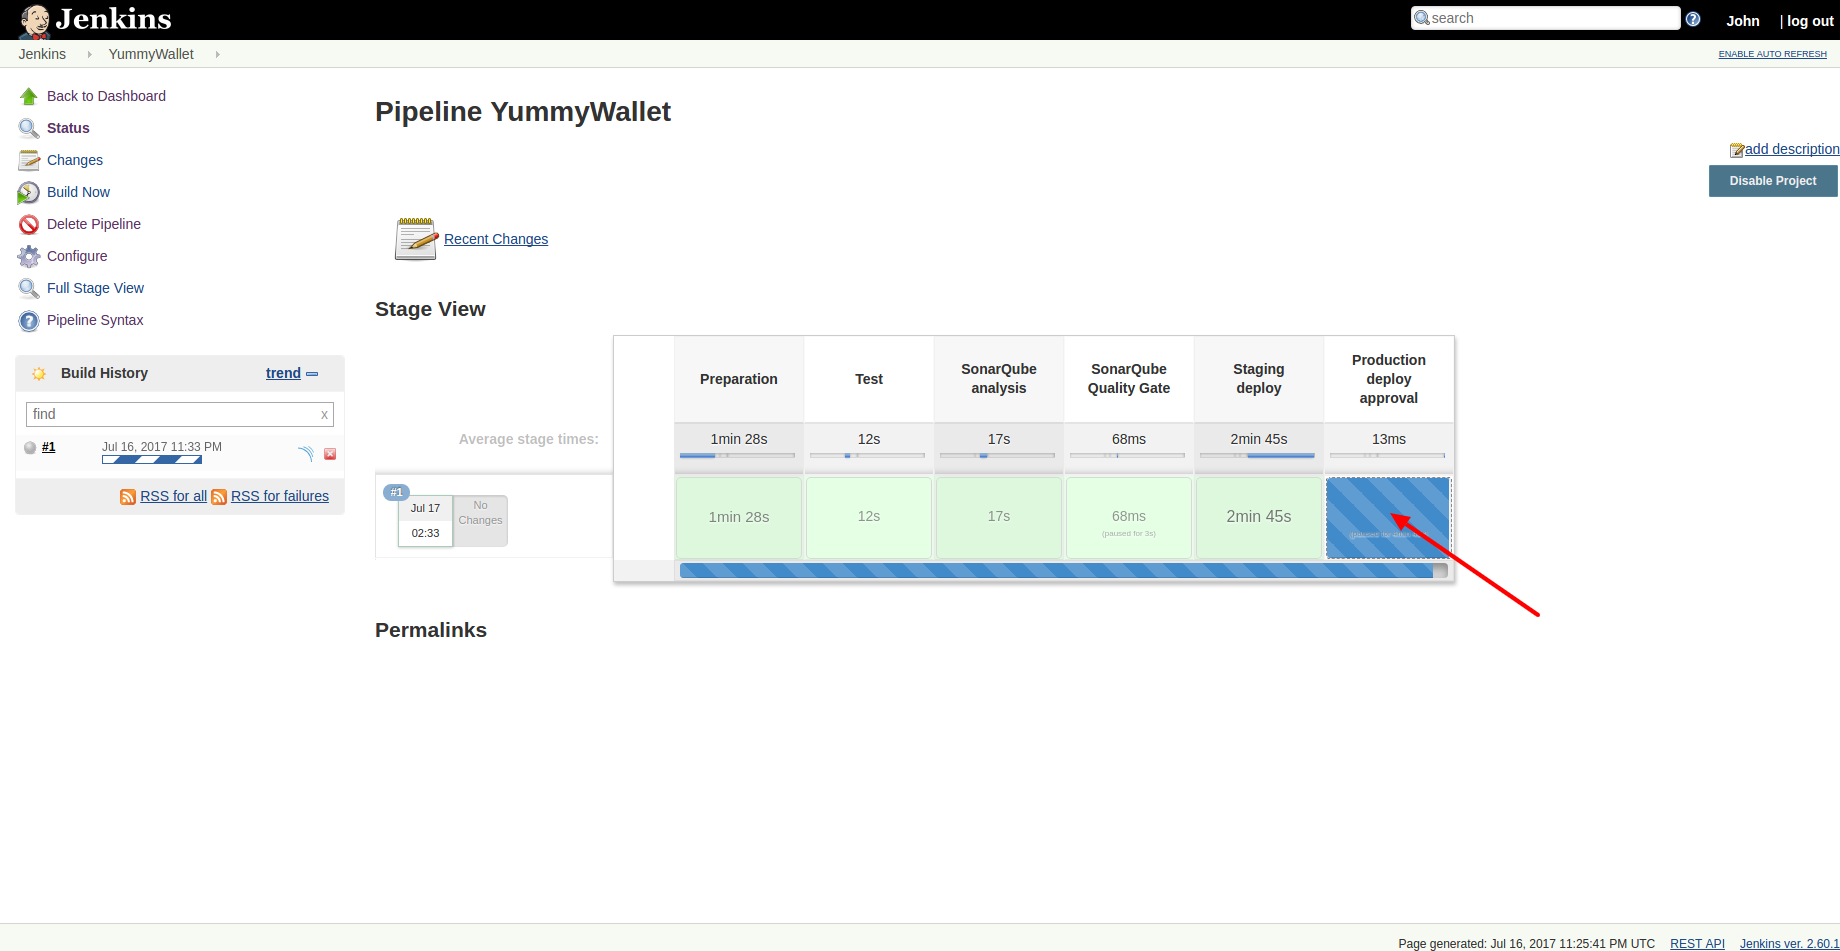 Jenkins
search
John | log out
Jenkins YummyWallet
ENABLE AUTO REFRESH
Back to Dashboard
Status
Changes
Build Now
Delete Pipeline
Configure
Full Stage View
Pipeline Syntax
Build History trend
find x
#1 Jul 16, 2017 11:33 PM
RSS for all RSS for failures
Pipeline YummyWallet
add description
Disable Project
Recent Changes
Stage View
Preparation
Test
SonarQube
analysis
SonarQube
Quality Gate
Staging
deploy
Production
deploy
approval
Average stage times:
1min 28s 12s 17s 68ms 2min 45s 13ms
#1
Jul 17
02:33
No
Changes
1min 28s 12s 17s 68ms 2min 45s
(paused for 3s)
(paused for
Permalinks
Page generated: Jul 16, 2017 11:25:41 PM UTC REST API Jenkins ver. 2.60.1